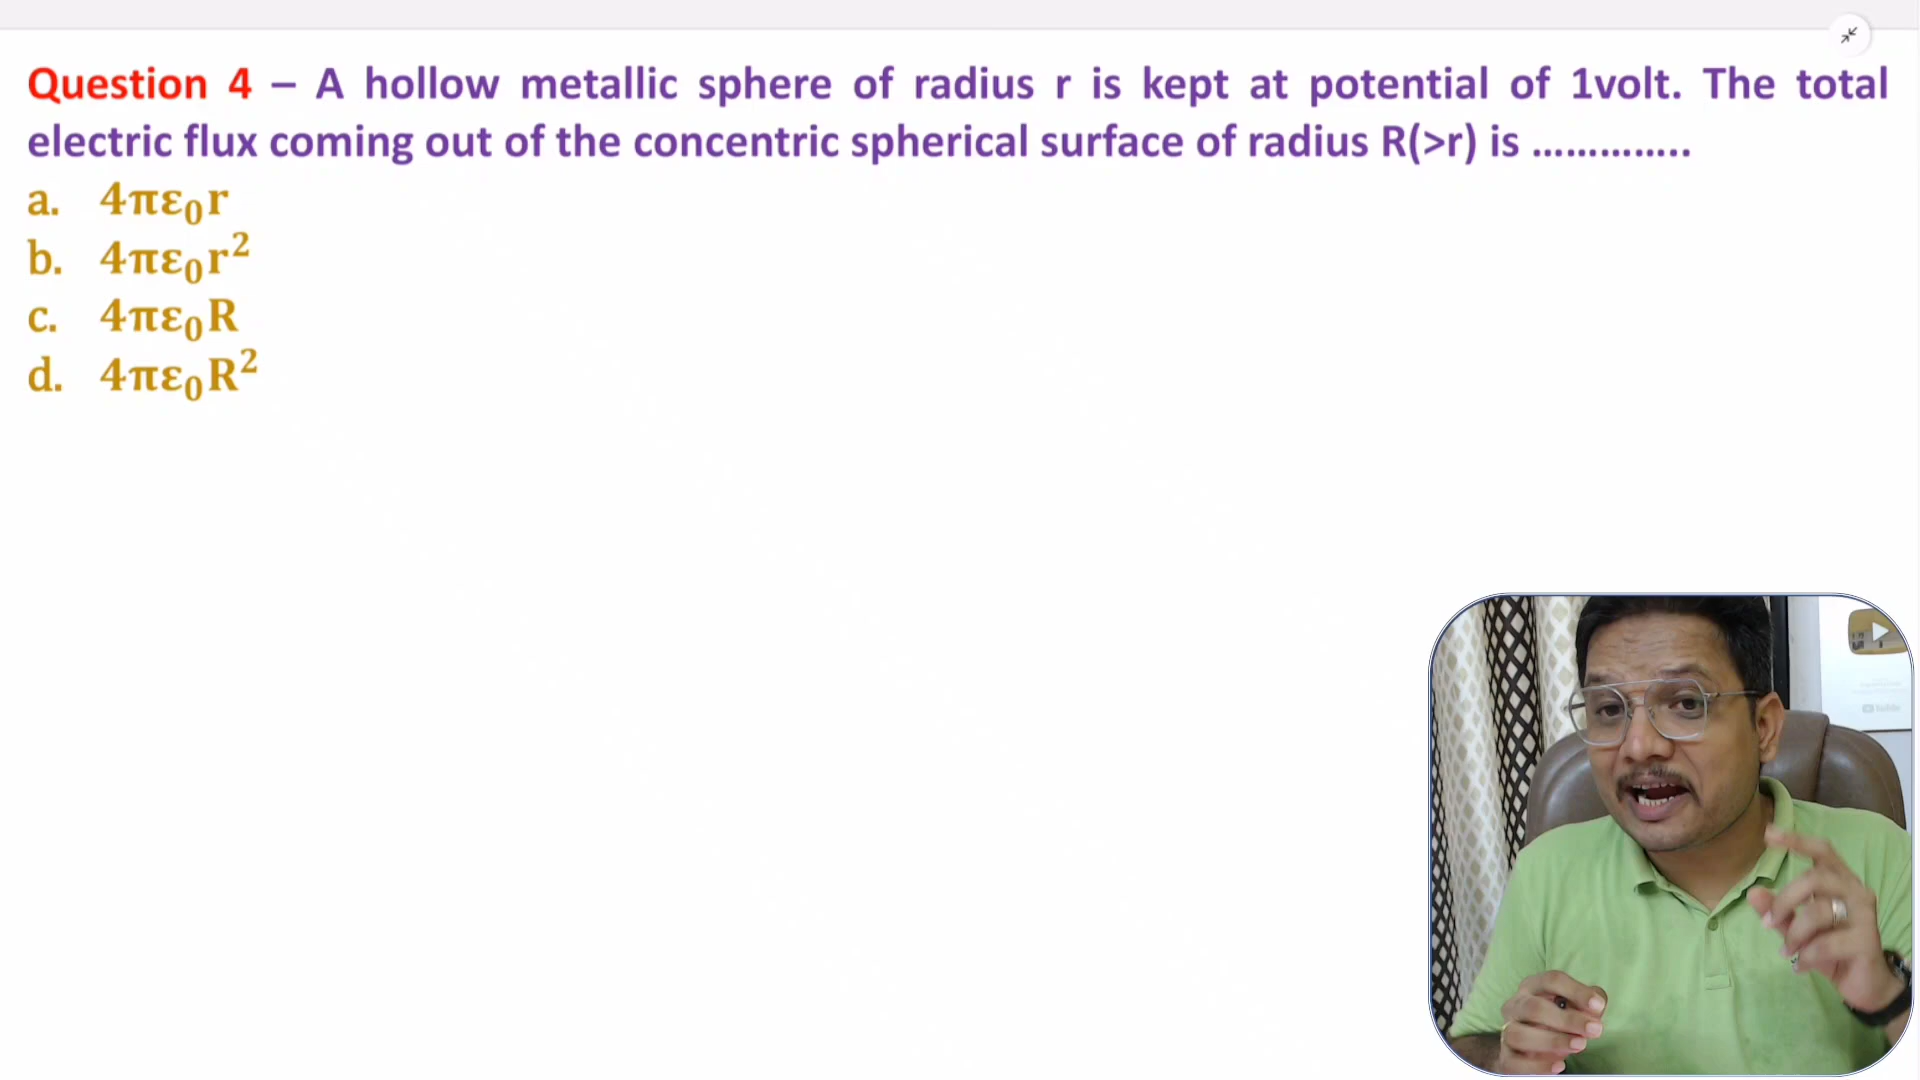 Question 4 – A hollow metallic sphere of radius r is kept at potential of 1volt. The total
electric flux coming out of the concentric spherical surface of radius R(>r) is …………..
a. 4πε₀r
b. 4πε₀r²
c. 4πε₀R
d. 4πε₀R²